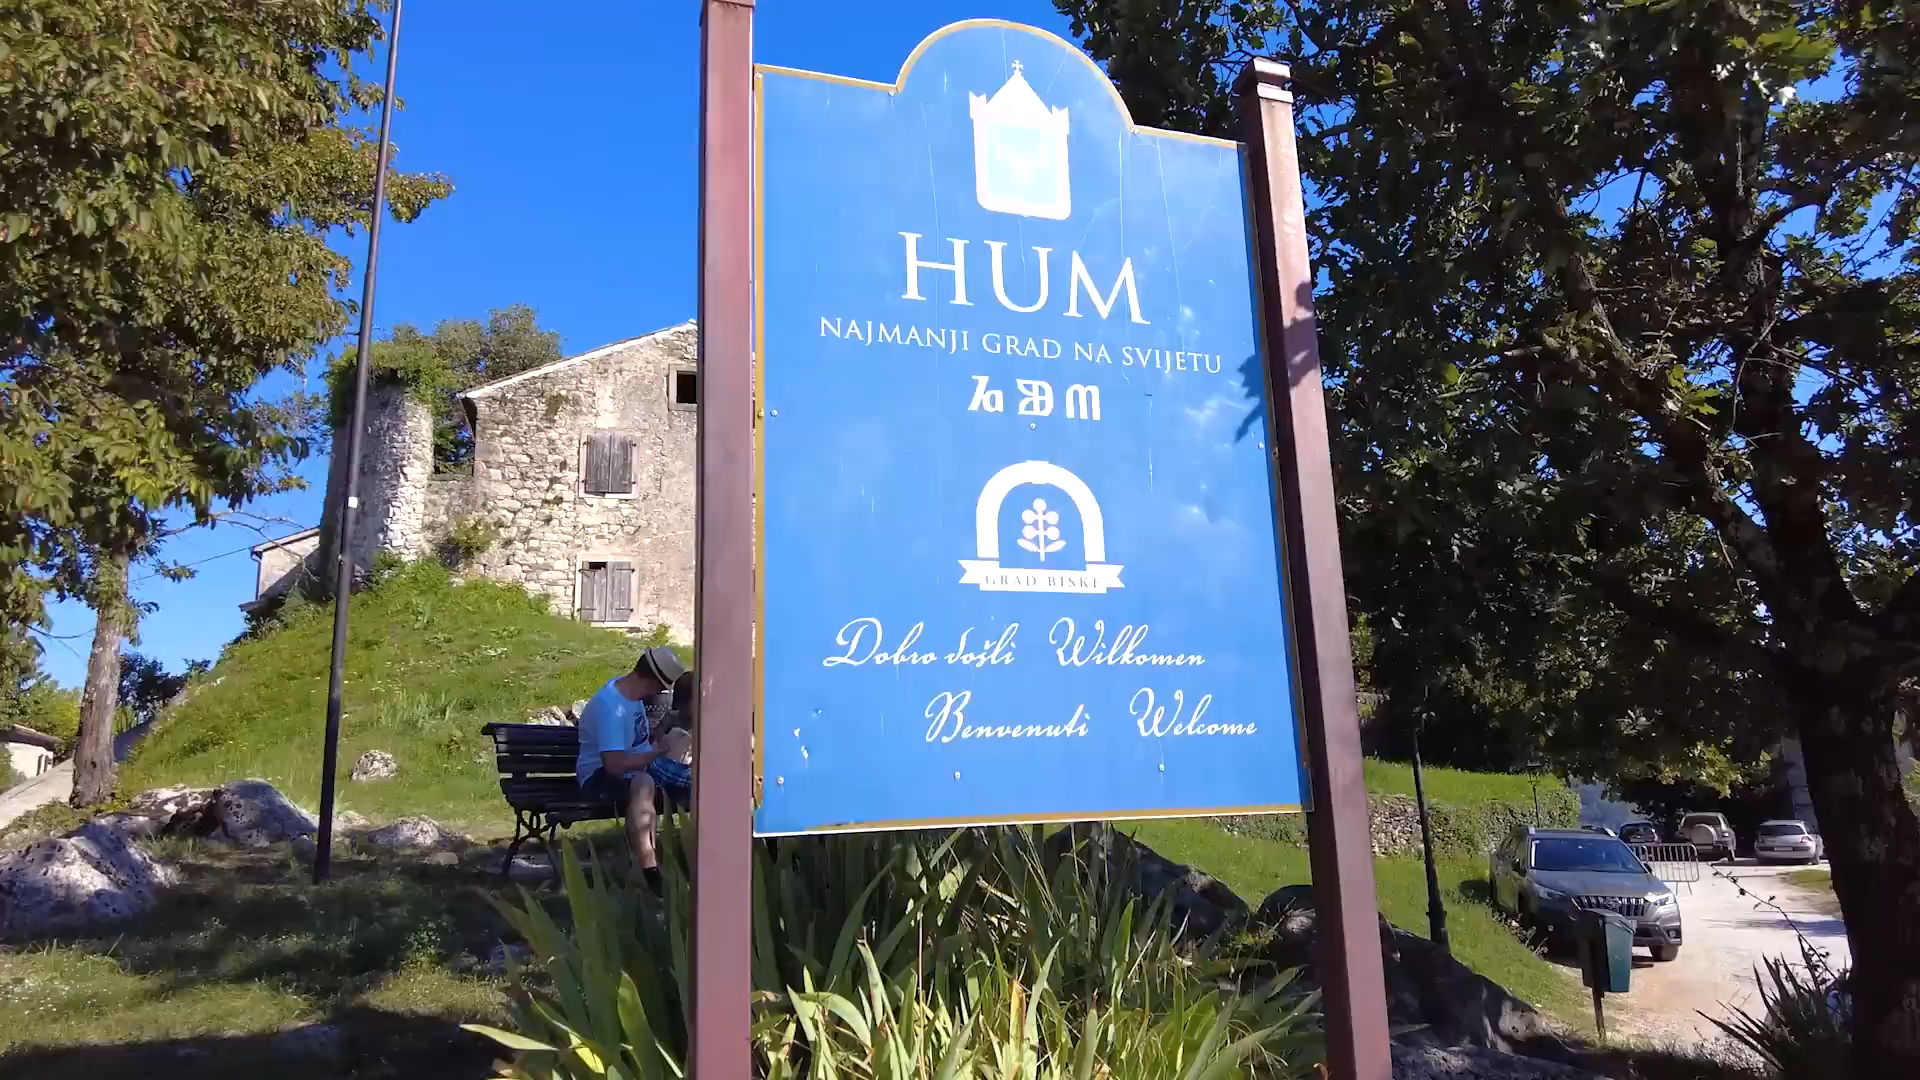 HUM
NAJMANJI GRAD NA SVIJETU
ⰘⰖⰏ
GRAD BISKE
Dobro došli Wilkomen
Benvenuti Welcome